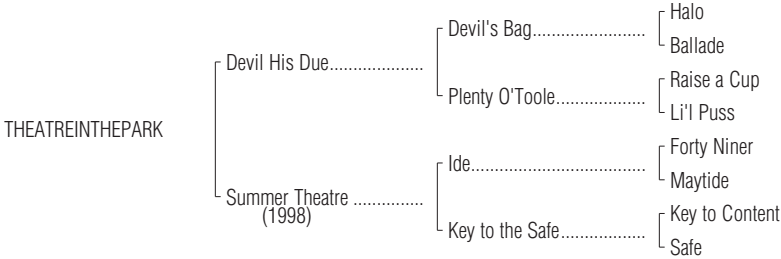 Halo
Devil's Bag........................
Ballade
Devil His Due....................
Raise a Cup
Plenty O'Toole...................
Li'l Puss
THEATREINTHEPARK
Forty Niner
Ide.....................................
Maytide
Summer Theatre ...............
(1998)
Key to Content
Key to the Safe..................
Safe